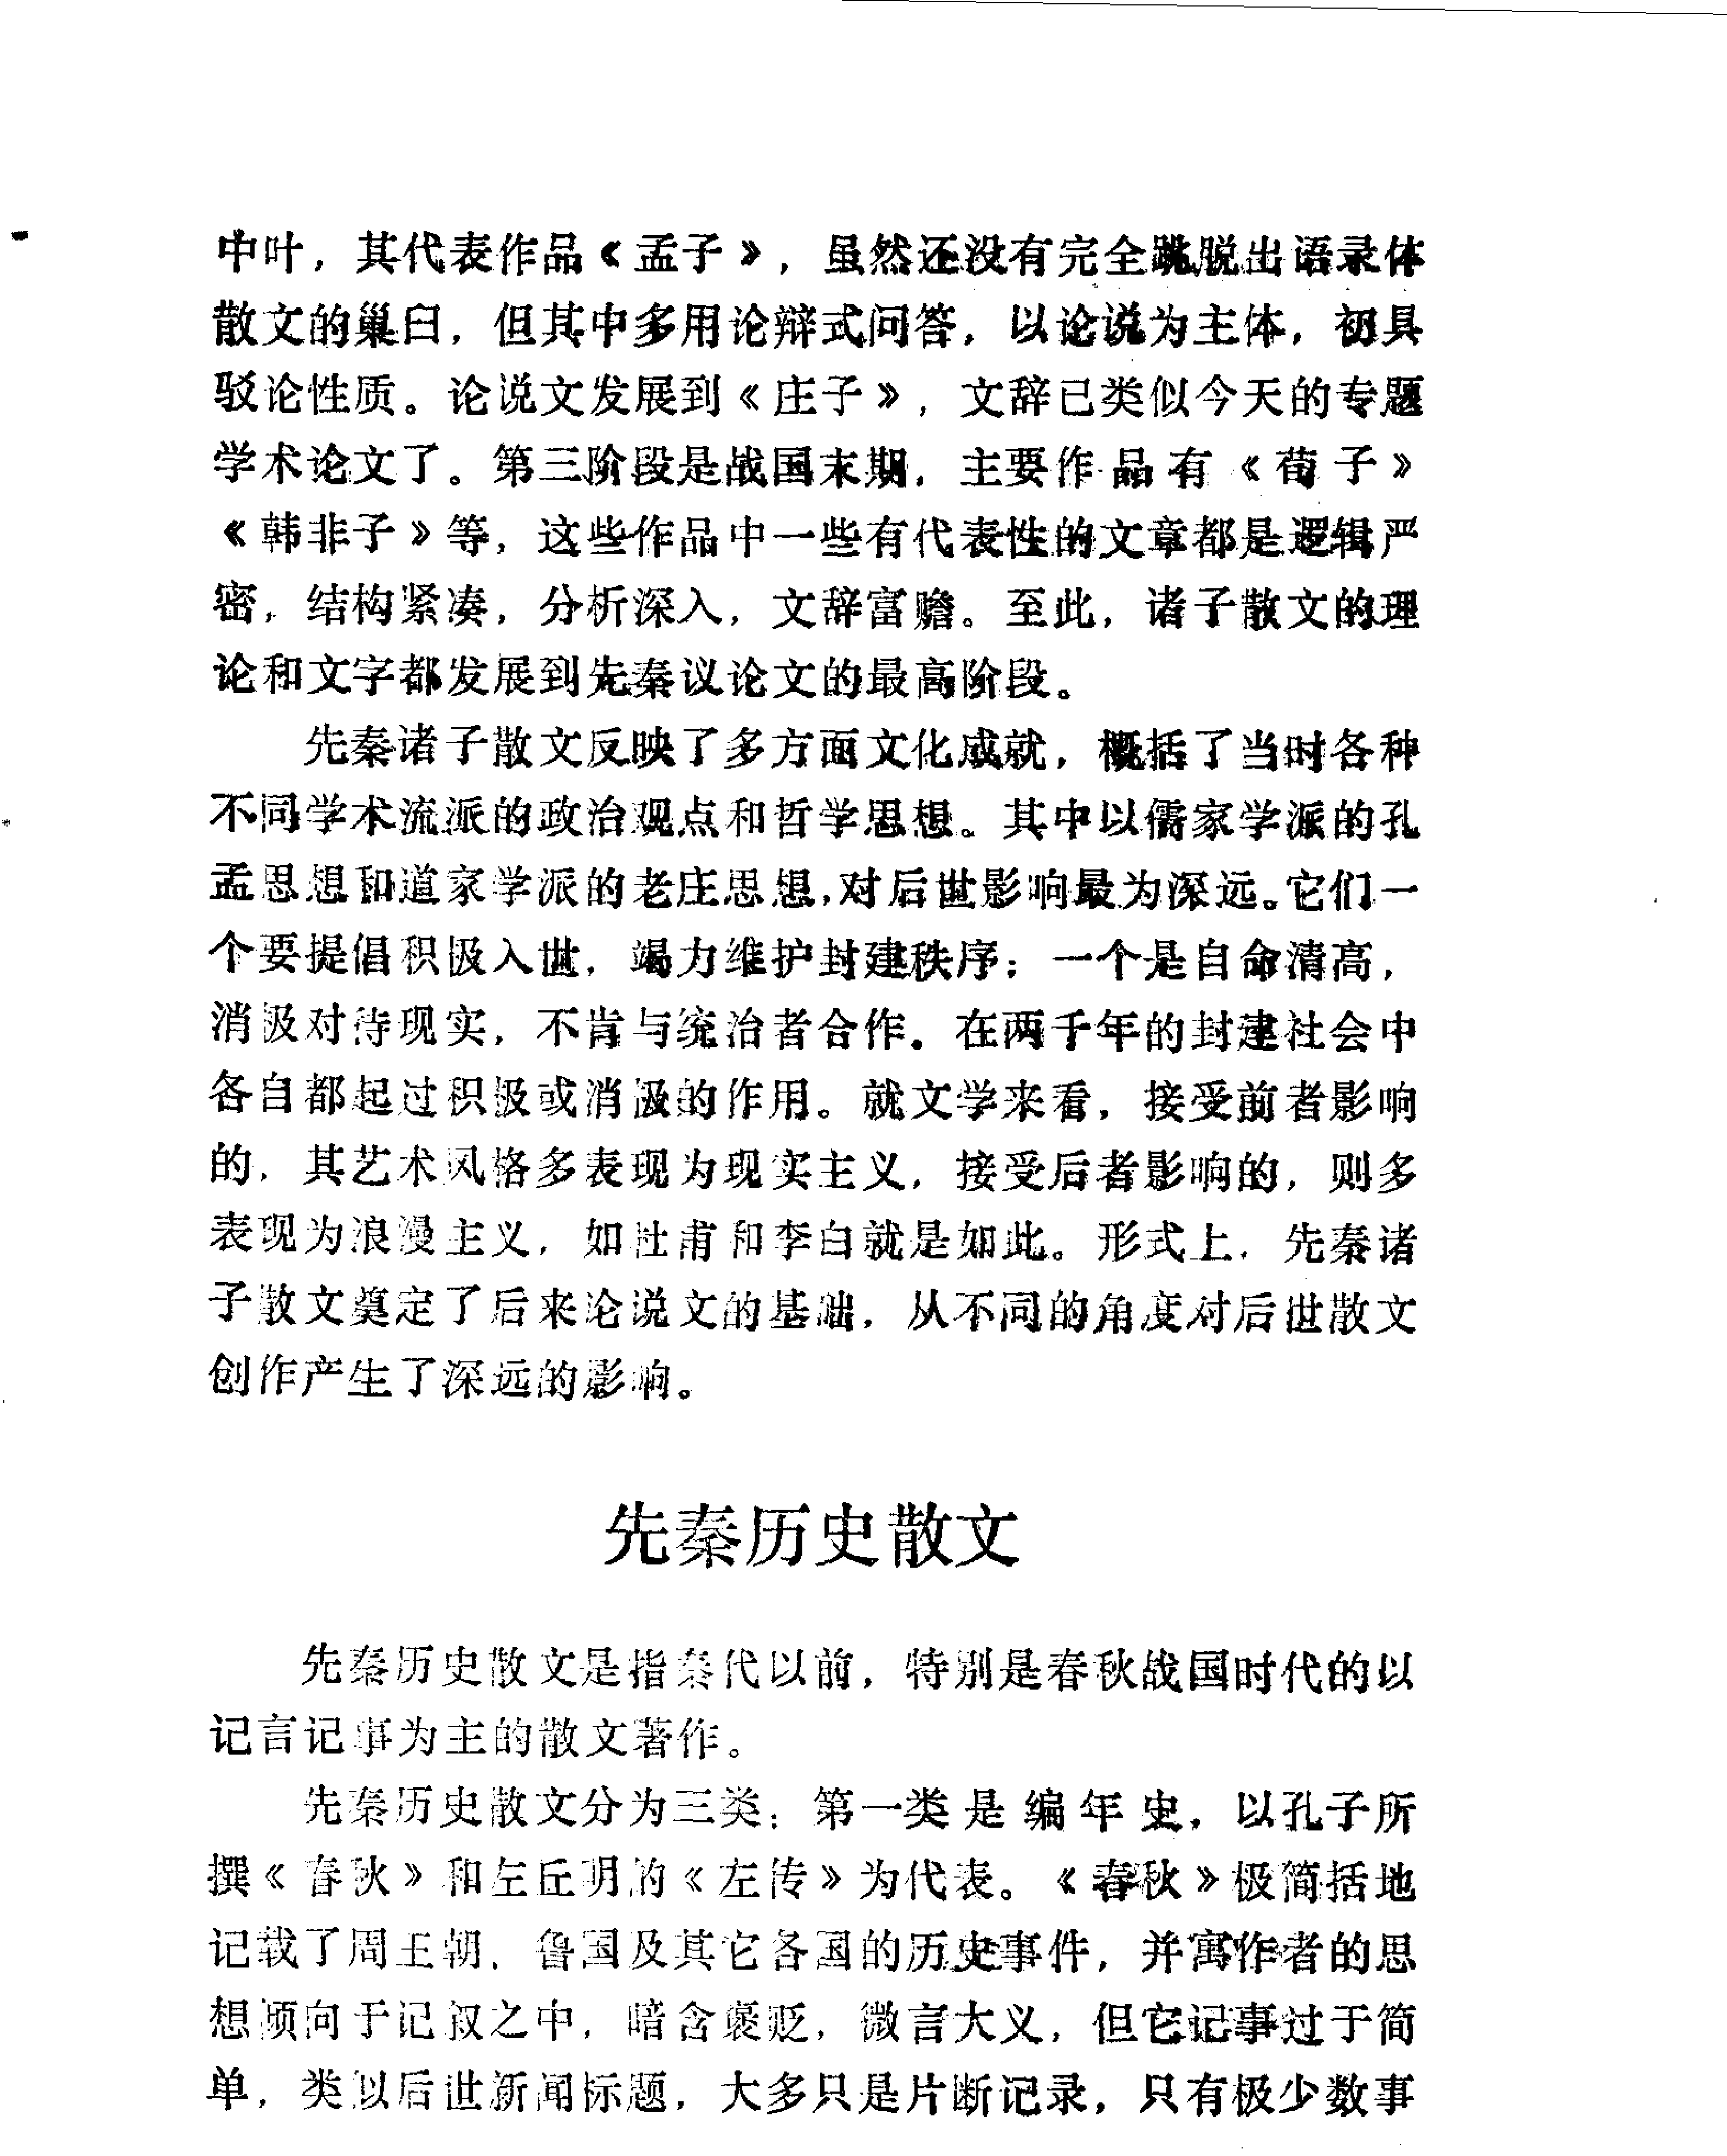 中叶，其代表作品《孟子》，虽然还没有完全跳脱出语录体
散文的巢臼，但其中多用论辩式问答，以论说为主体，初具
驳论性质。论说文发展到《庄子》，文辞已类似今天的专题
学术论文了。第三阶段是战国末期，主要作品有《荀子》
《韩非子》等，这些作品中一些有代表性的文章都是逻辑严
密，结构紧凑，分析深入，文辞富赡。至此，诸子散文的理
论和文字都发展到先秦议论文的最高阶段。
先秦诸子散文反映了多方面文化成就，概括了当时各种
不同学术流派的政治观点和哲学思想。其中以儒家学派的孔
孟思想和道家学派的老庄思想，对后世影响最为深远。它们一
个要提倡积极入世，竭力维护封建秩序；一个是自命清高，
消极对待现实，不肯与统治者合作。在两千年的封建社会中
各自都起过积极或消极的作用。就文学来看，接受前者影响
的，其艺术风格多表现为现实主义，接受后者影响的，则多
表现为浪漫主义，如杜甫和李白就是如此。形式上，先秦诸
子散文奠定了后来论说文的基础，从不同的角度对后世散文
创作产生了深远的影响。
先秦历史散文
先秦历史散文是指秦代以前，特别是春秋战国时代的以
记言记事为主的散文著作。
先秦历史散文分为三类：第一类是编年史，以孔子所
撰《春秋》和左丘明的《左传》为代表。《春秋》极简括地
记载了周王朝、鲁国及其它各国的历史事件，并寓作者的思
想倾向于记叙之中，暗含褒贬，微言大义，但它记事过于简
单，类似后世新闻标题，大多只是片断记录，只有极少数事